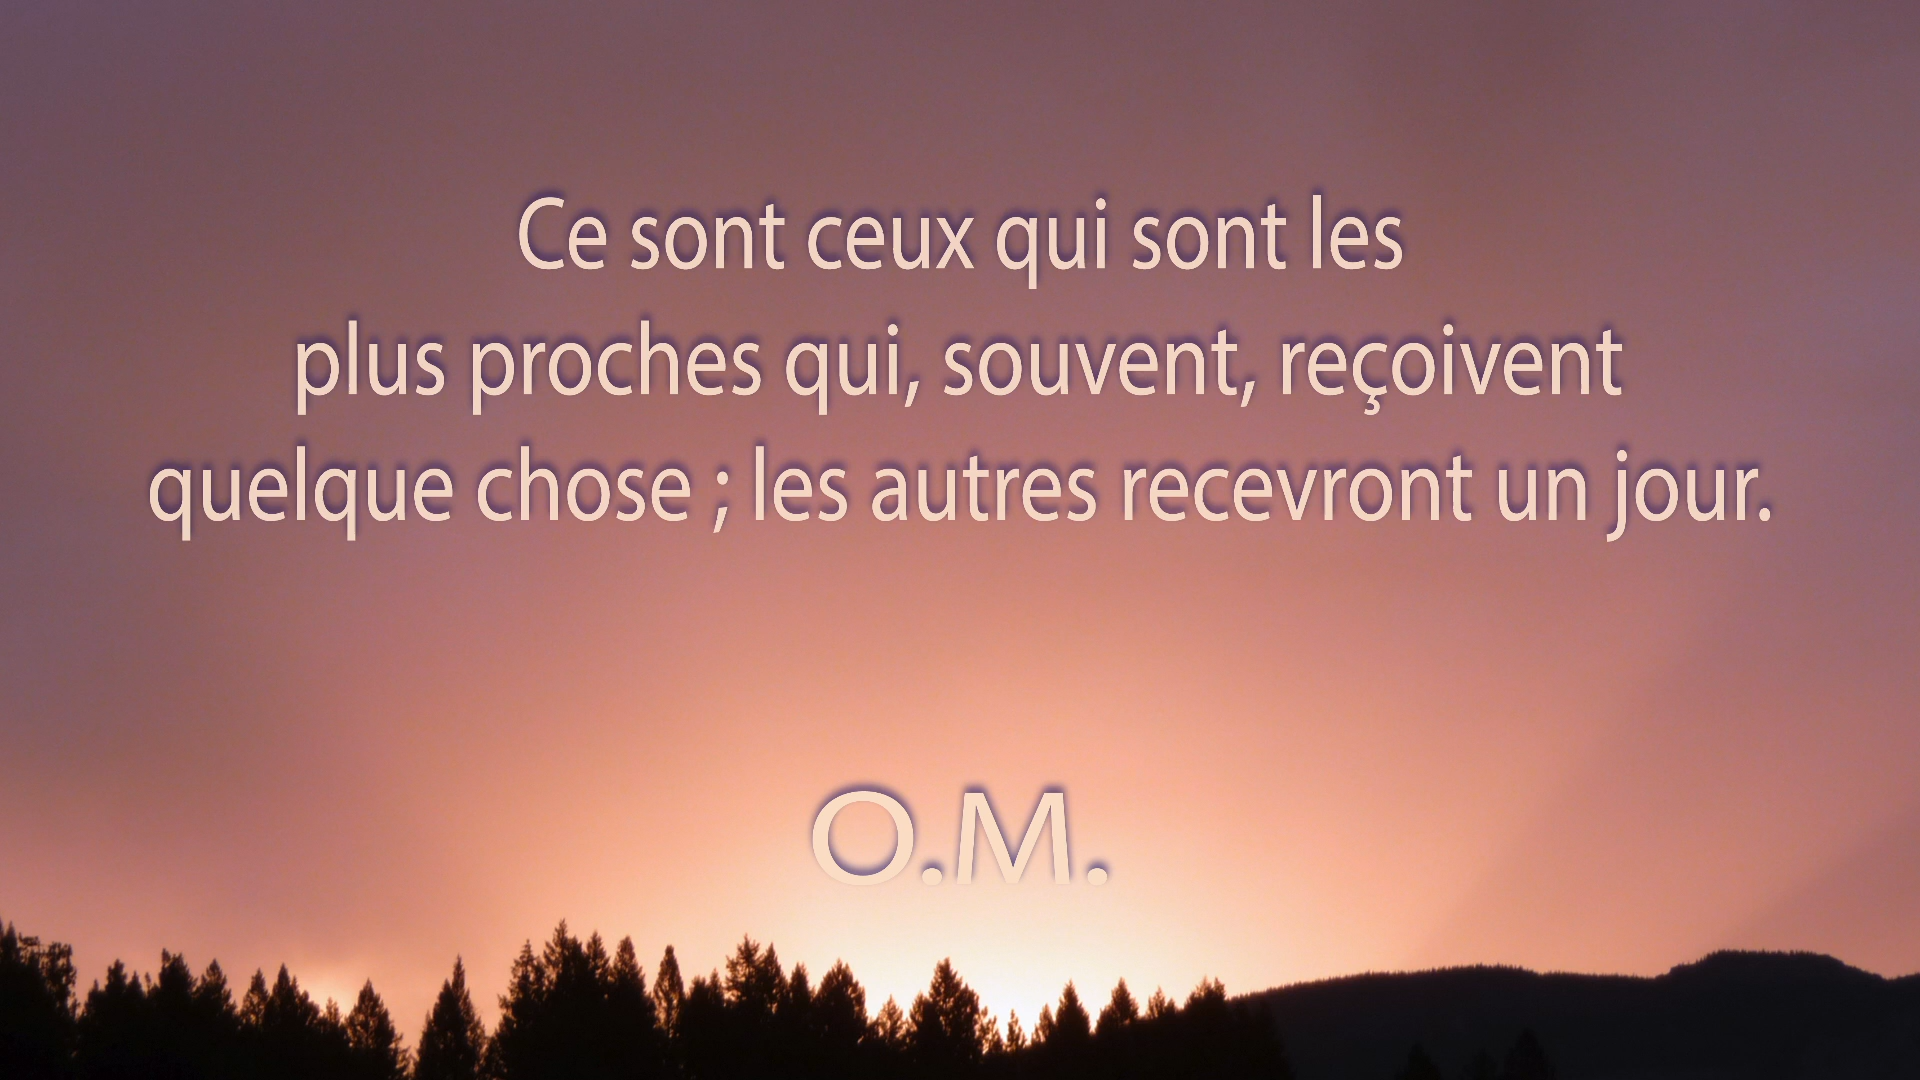 Ce sont ceux qui sont les
plus proches qui, souvent, reçoivent
quelque chose ; les autres recevront un jour.
O.M.